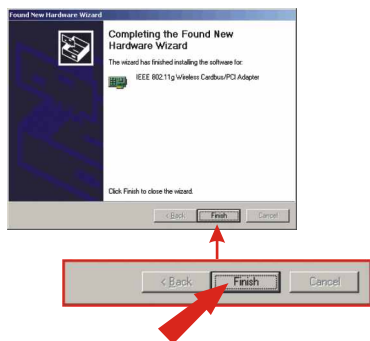 Found New Hardware Wizard
Completing the Found New
Hardware Wizard
The wizard has finished installing the software for:
IEEE 802.11g Wireless Cardbus/PCI Adapter
Click Finish to close the wizard.
< Back Finish Cancel
< Back Finish Cancel